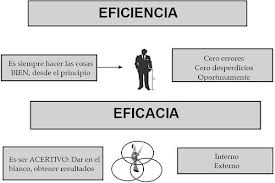 EFICIENCIA
Es siempre hacer las cosas
BIEN, desde el principio
Cero errores
Cero desperdicios
Oportunamente
EFICACIA
Es ser ACERTIVO: Dar en el
blanco, obtener resultados
Interno
Externo